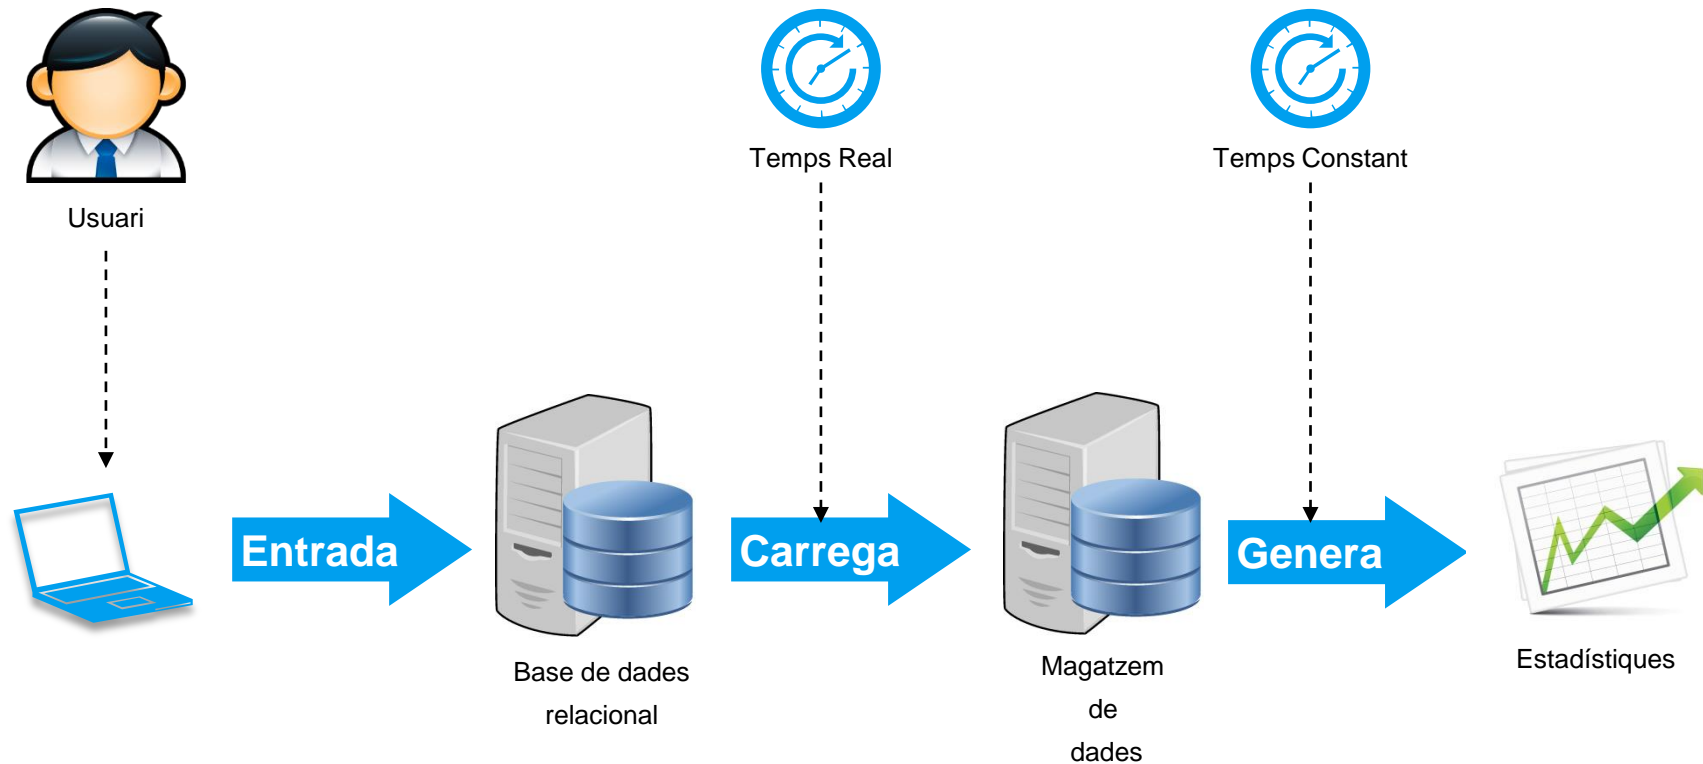 Temps Real
Temps Constant
Usuari
Entrada
Carrega
Genera
Base de dades
relacional
Magatzem
de
dades
Estadístiques